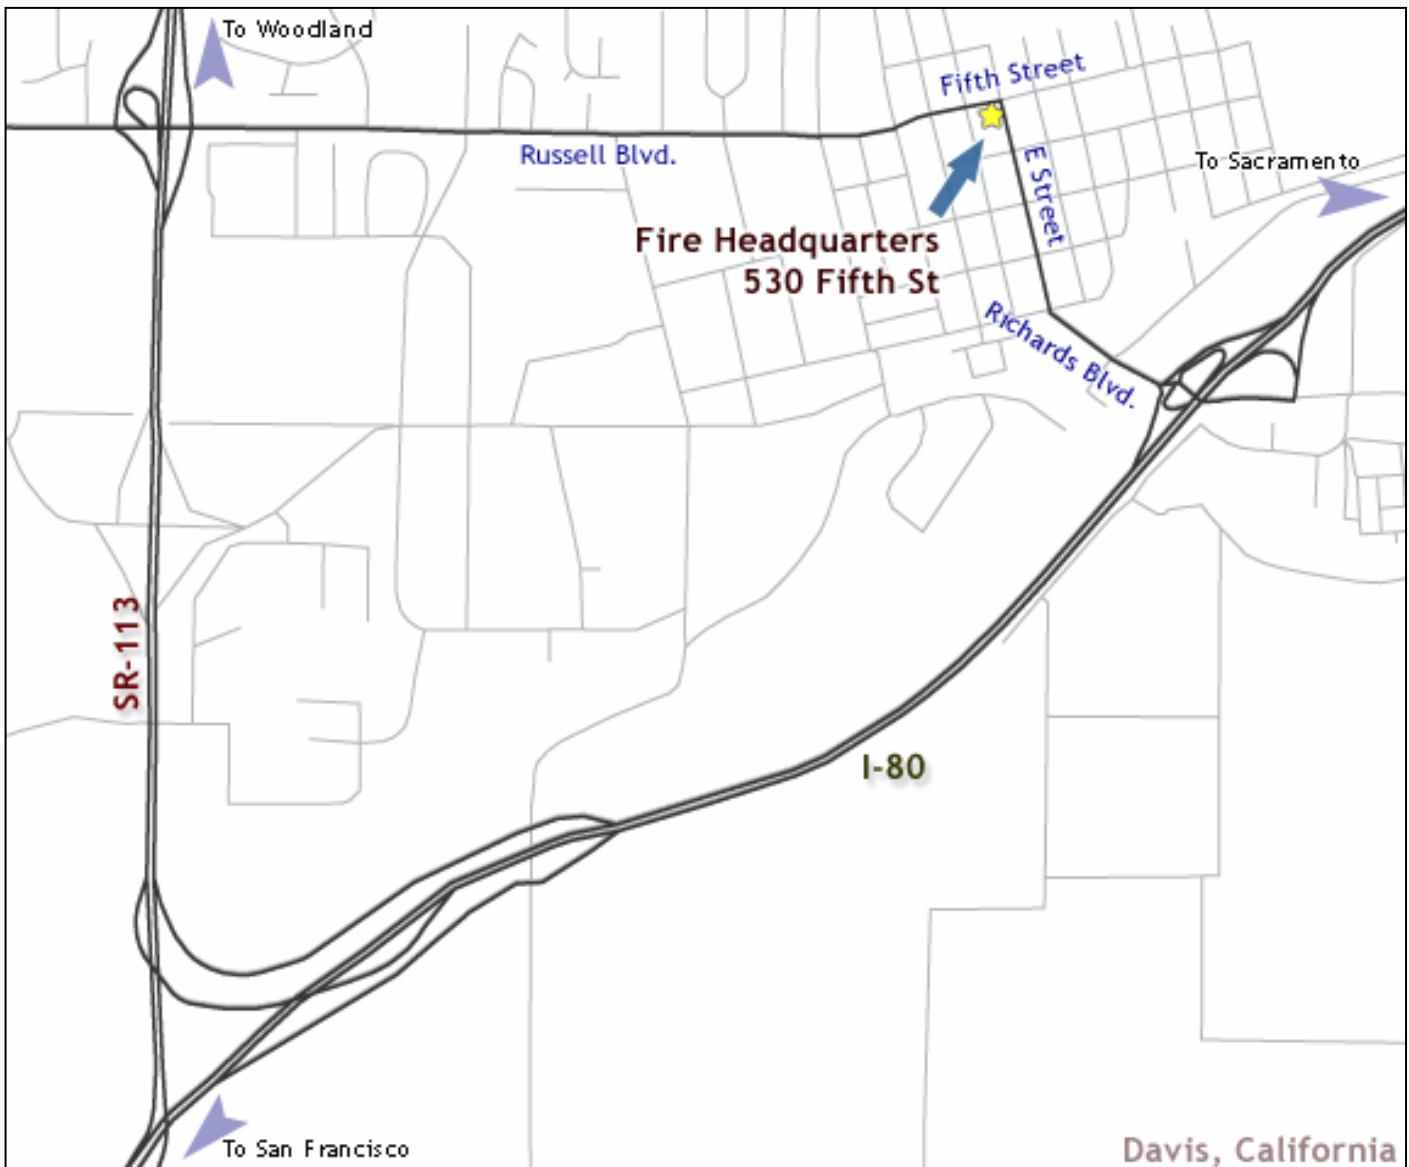 To Woodland
Fifth Street
Russell Blvd.
E Street
To Sacramento
Fire Headquarters
530 Fifth St
Richards Blvd.
SR-113
I-80
To San Francisco
Davis, California